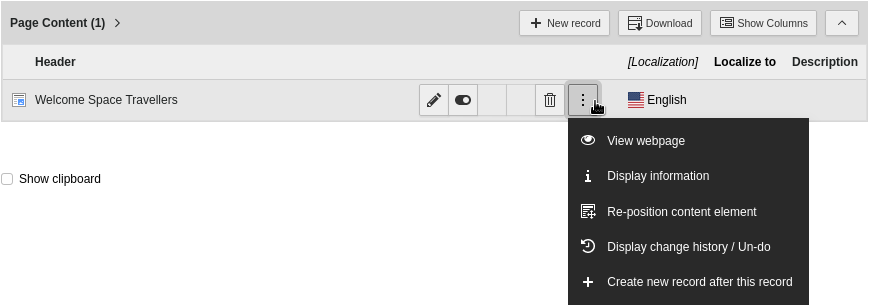 Page Content (1)
New record
Download
Show Columns
Header
[Localization]
Localize to
Description
Welcome Space Travellers
English
View webpage
Display information
Show clipboard
Re-position content element
Display change history / Un-do
Create new record after this record